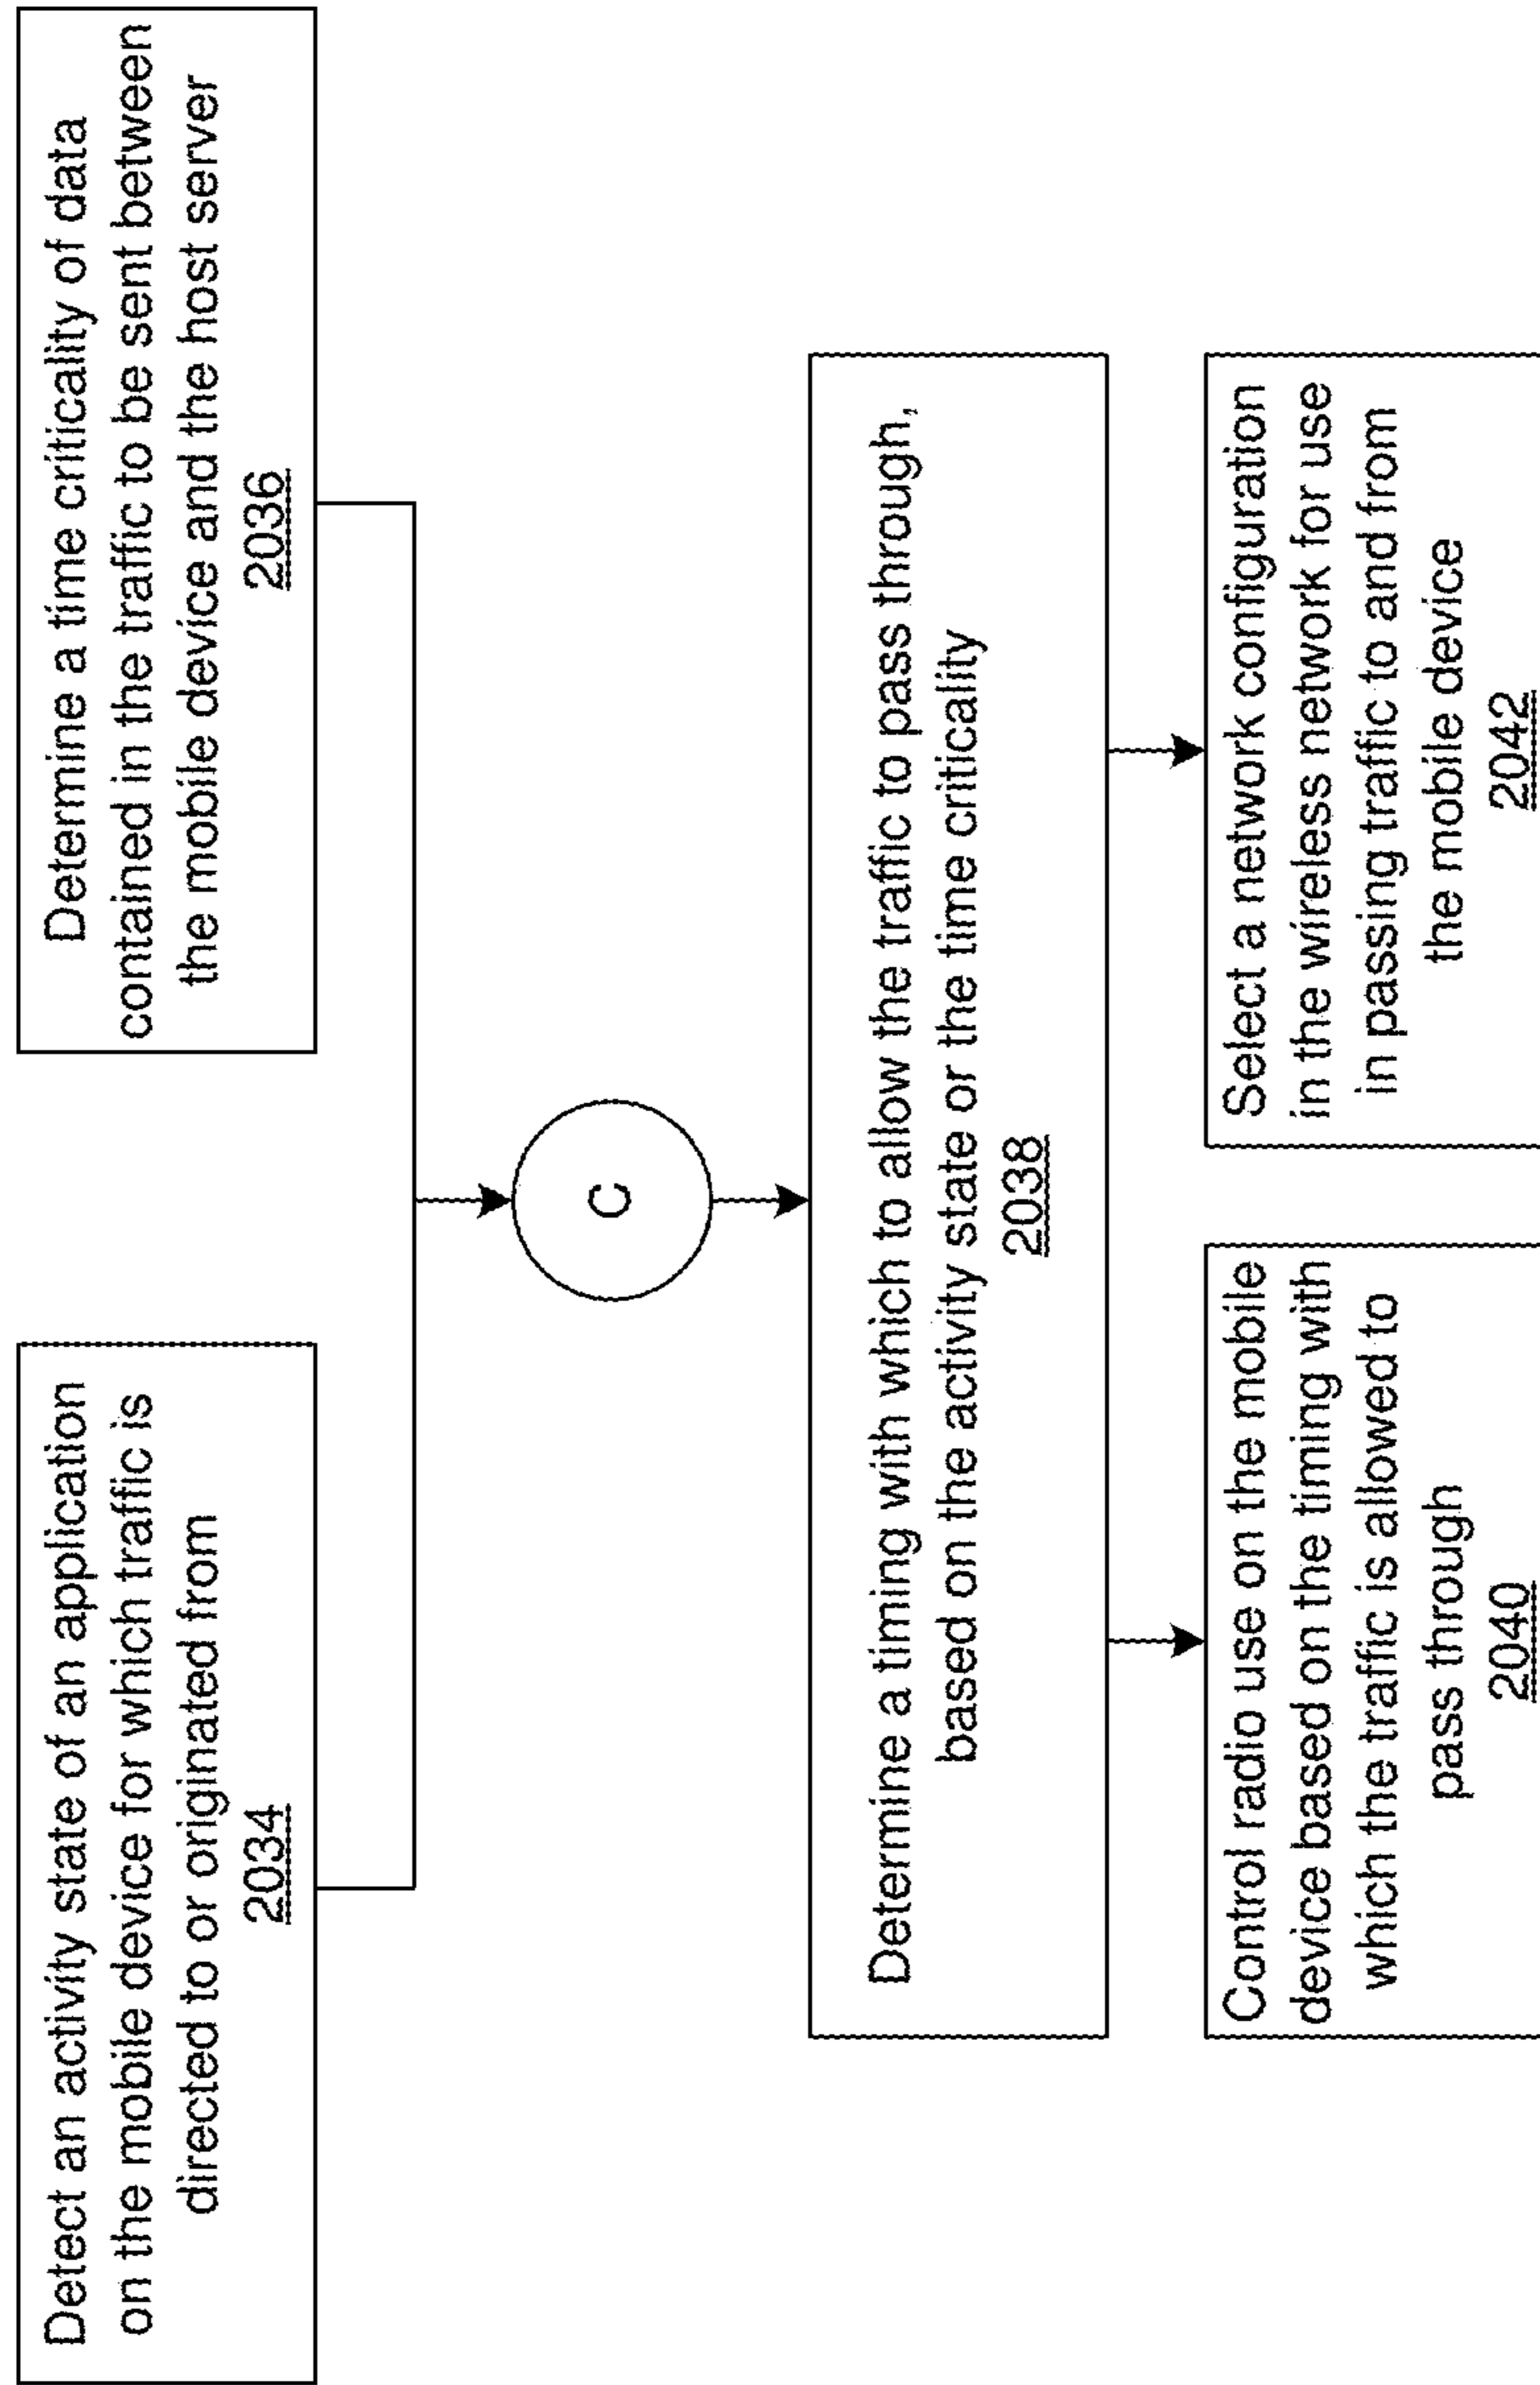 Detect an activity state of an application
on the mobile device for which traffic is
directed to or originated from
2034
Determine a time criticality of data
contained in the traffic to be sent between
the mobile device and the host server
2036
C
Determine a timing with which to allow the traffic to pass through,
based on the activity state or the time criticality
2038
Control radio use on the mobile
device based on the timing with
which the traffic is allowed to
pass through
2040
Select a network configuration
in the wireless network for use
in passing traffic to and from
the mobile device
2042